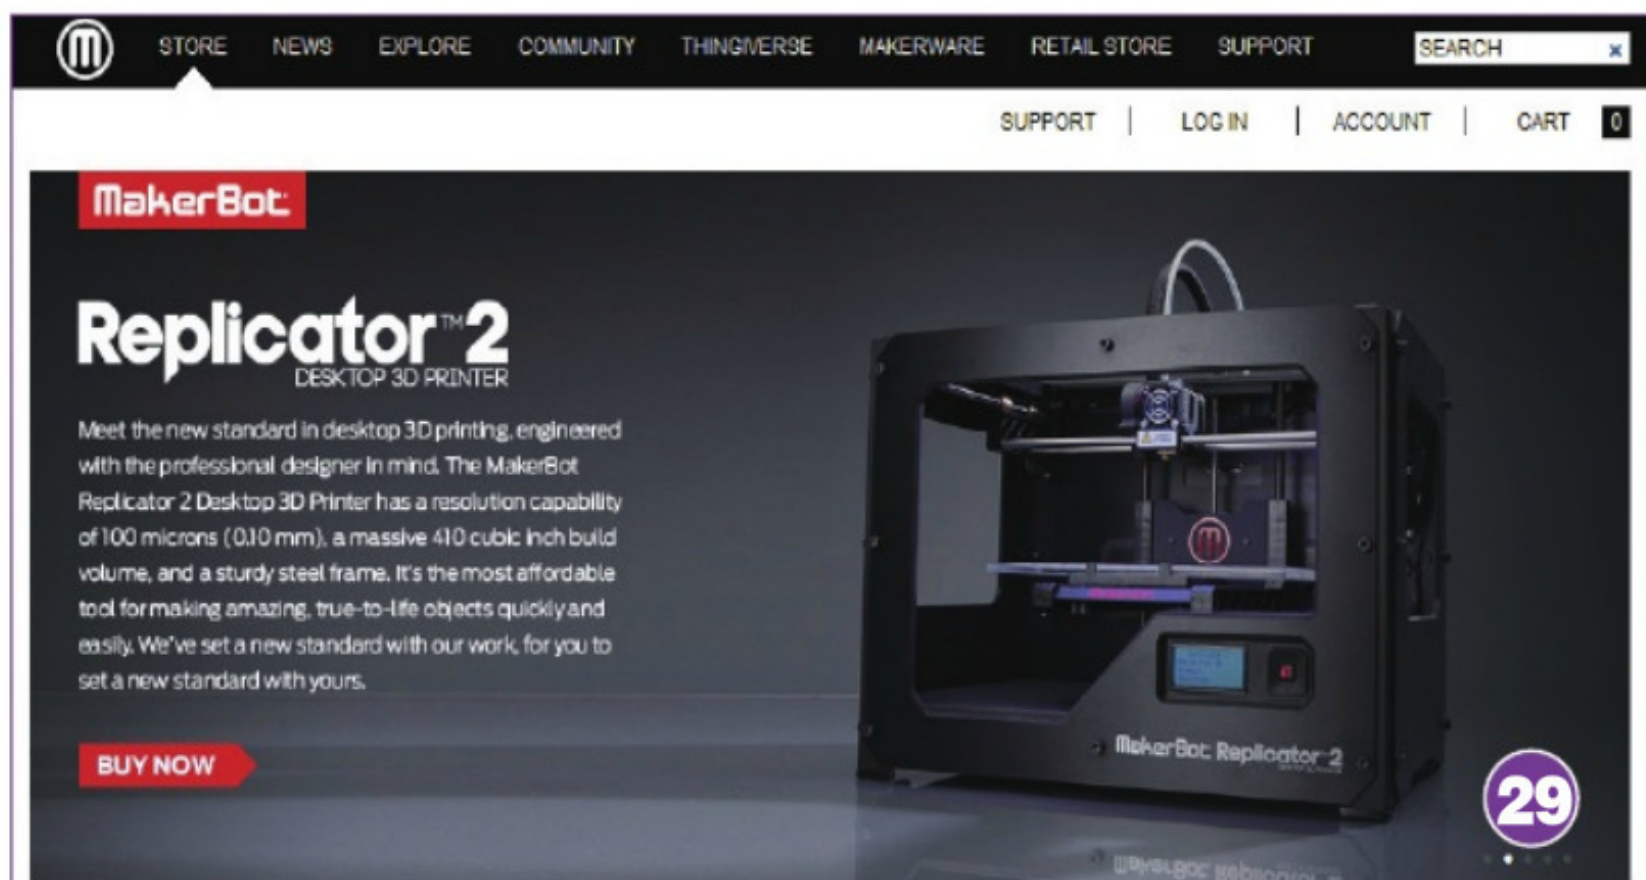 STORE NEWS EXPLORE COMMUNITY THINGIVERSE MAKERWARE RETAIL STORE SUPPORT SEARCH
SUPPORT LOG IN ACCOUNT CART 0
MakerBot
Replicator™2
DESKTOP 3D PRINTER
Meet the new standard in desktop 3D printing, engineered
with the professional designer in mind. The MakerBot
Replicator 2 Desktop 3D Printer has a resolution capability
of 100 microns (0.10 mm), a massive 410 cubic inch build
volume, and a sturdy steel frame. It's the most affordable
tool for making amazing, true-to-life objects quickly and
easily. We've set a new standard with our work, for you to
set a new standard with yours.
BUY NOW
MakerBot Replicator 2
29